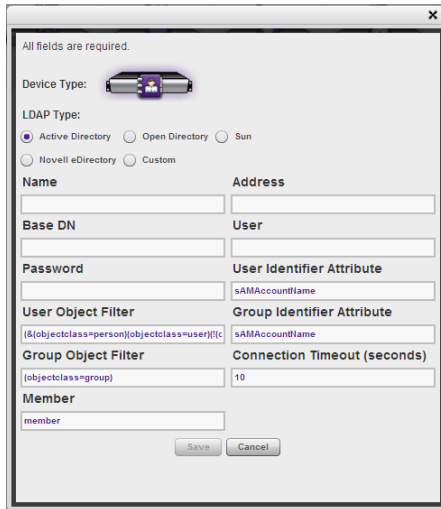 All fields are required.
Device Type:
LDAP Type:
Active Directory Open Directory Sun
Novell eDirectory Custom
Name Address
Base DN User
Password User Identifier Attribute
sAMAccountName
User Object Filter Group Identifier Attribute
(&(objectclass=person)(objectclass=user)(!(c sAMAccountName
Group Object Filter Connection Timeout (seconds)
(objectclass=group) 10
Member
member
Save Cancel